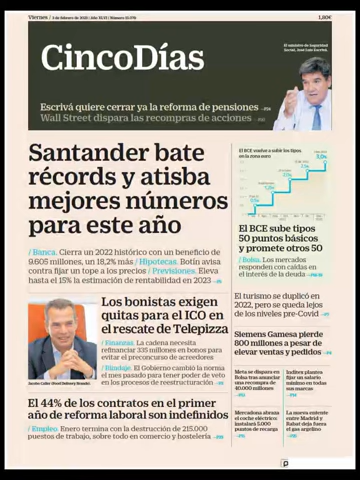 Viernes
3 de febrero de 2023 / Año XLVI / Número
1,80€
CincoDías
El ministro de Seguridad
Social, José Luis Escrivá.
Escrivá quiere cerrar ya la reforma de pensiones
Wall Street dispara las recompras de acciones
Santander bate
récords y atisba
mejores números
para este año
/ Banca. Cierra un 2022 histórico con un beneficio de
9.605 millones, un 18,2% más / Hipotecas. Botín avisa
contra fijar un tope a los precios / Previsiones. Eleva
hasta el 15% la estimación de rentabilidad en 2023
El BCE vuelve a subir los tipos
en la zona euro
3,0%
El BCE sube tipos
50 puntos básicos
y promete otros 50
/ Bolsa. Los mercados
responden con caídas en
el interés de la deuda
Los bonistas exigen
quitas para el ICO en
el rescate de Telepizza
/ Finanzas. La cadena necesita
refinanciar 335 millones en bonos para
evitar el preconcurso de acreedores
/ Blindaje. El Gobierno cambió la norma
el mes pasado para tener poder de veto
en los procesos de reestructuración
El turismo se duplicó en
2022, pero se queda lejos
de los niveles pre-Covid
Siemens Gamesa pierde
800 millones a pesar de
elevar ventas y pedidos
El 44% de los contratos en el primer
año de reforma laboral son indefinidos
/ Empleo. Enero termina con la destrucción de 215.000
puestos de trabajo, sobre todo en comercio y hostelería
Meta se dispara en
Bolsa tras anunciar
una recompra de
40.000 millones
Inditex planea
fijar un salario
mínimo en todas
sus marcas
Mercadona abraza
el coche eléctrico:
instalará 5.000
puntos de recarga
La nueva entente
entre Madrid y
Rabat deja fuera
el gas argelino